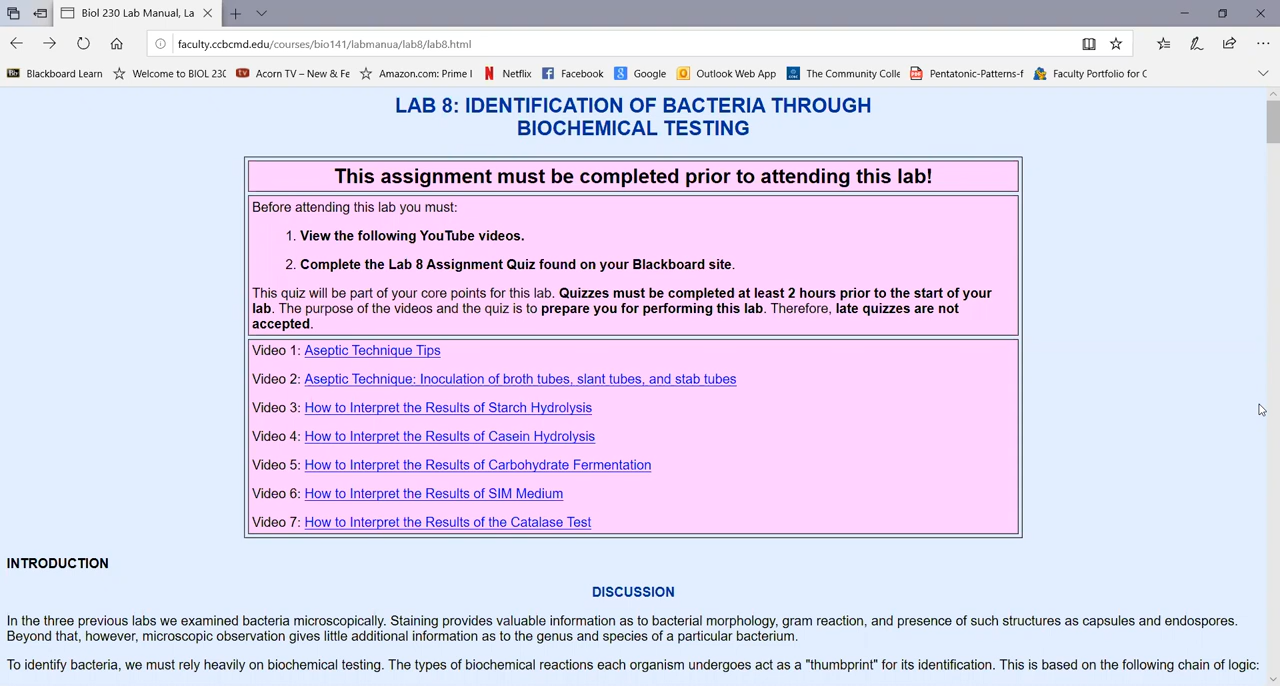 Biol 230 Lab Manual, La
faculty.ccbcmd.edu/courses/bio141/labmanua/lab8/lab8.html
Blackboard Learn Welcome to BIOL 230 Acorn TV – New & Fe Amazon.com: Prime I Netflix Facebook Google Outlook Web App The Community Colle Pentatonic-Patterns-f Faculty Portfolio for C
LAB 8: IDENTIFICATION OF BACTERIA THROUGH
BIOCHEMICAL TESTING
This assignment must be completed prior to attending this lab!
Before attending this lab you must:
1. View the following YouTube videos.
2. Complete the Lab 8 Assignment Quiz found on your Blackboard site.
This quiz will be part of your core points for this lab. Quizzes must be completed at least 2 hours prior to the start of your
lab. The purpose of the videos and the quiz is to prepare you for performing this lab. Therefore, late quizzes are not
accepted.
Video 1: Aseptic Technique Tips
Video 2: Aseptic Technique: Inoculation of broth tubes, slant tubes, and stab tubes
Video 3: How to Interpret the Results of Starch Hydrolysis
Video 4: How to Interpret the Results of Casein Hydrolysis
Video 5: How to Interpret the Results of Carbohydrate Fermentation
Video 6: How to Interpret the Results of SIM Medium
Video 7: How to Interpret the Results of the Catalase Test
INTRODUCTION
DISCUSSION
In the three previous labs we examined bacteria microscopically. Staining provides valuable information as to bacterial morphology, gram reaction, and presence of such structures as capsules and endospores.
Beyond that, however, microscopic observation gives little additional information as to the genus and species of a particular bacterium.
To identify bacteria, we must rely heavily on biochemical testing. The types of biochemical reactions each organism undergoes act as a "thumbprint" for its identification. This is based on the following chain of logic: